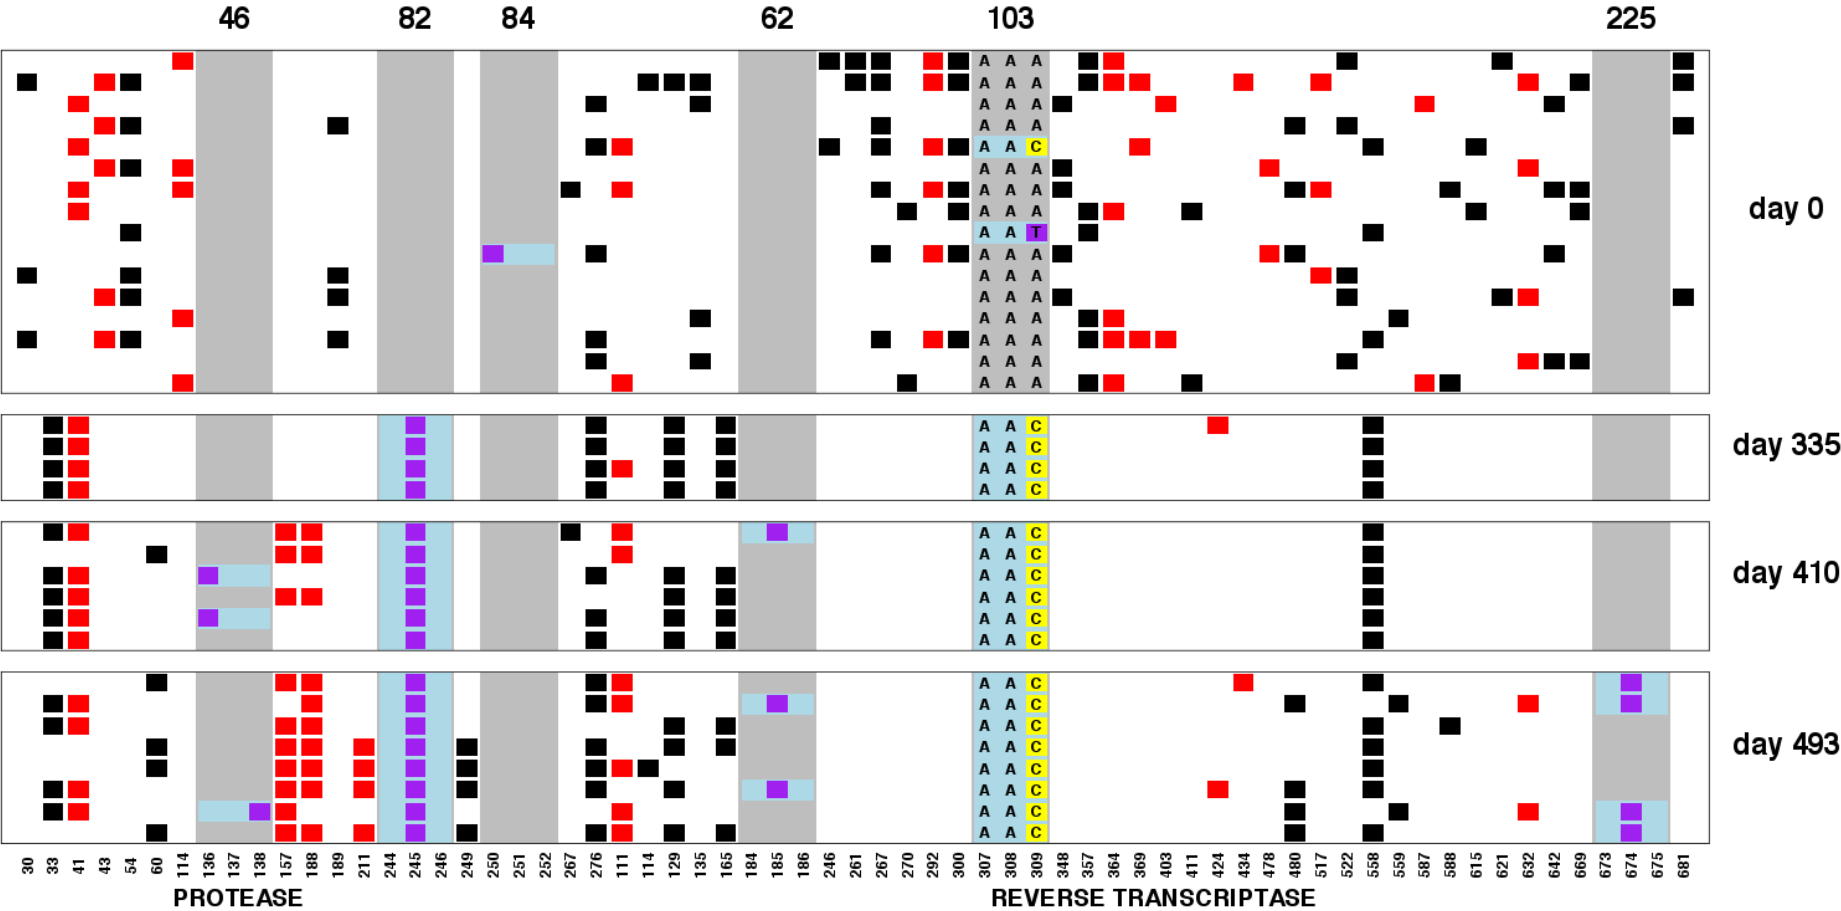 46 82 84 62 103 225
A A A
A A A
A A A
A A A
A A C
A A A
A A A
A A A
day 0
A A T
A A A
A A A
A A A
A A A
A A A
A A A
A A A
A A C
A A C
day 335
A A C
A A C
A A C
A A C
A A C
day 410
A A C
A A C
A A C
A A C
A A C
A A C
A A C
day 493
A A C
A A C
A A C
A A C
30 33 41 43 54 60 114 136 137 138 157 188 189 211 244 245 246 249 250 251 252 267 276 111 114 129 135 165 184 185 186 246 261 267 270 292 300 307 308 309 348 357 364 369 403 411 424 434 478 480 517 522 558 559 587 588 615 621 632 642 669 673 674 675 681
PROTEASE REVERSE TRANSCRIPTASE